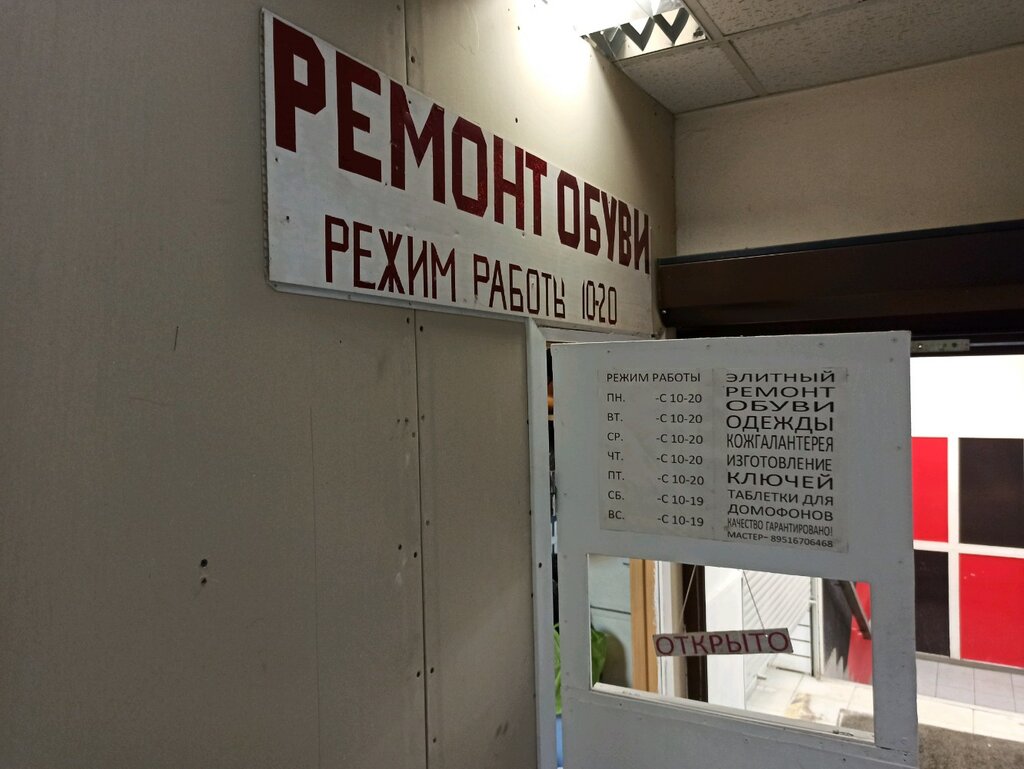 РЕМОНТ ОБУВИ
РЕЖИМ РАБОТЫ 10-20
РЕЖИМ РАБОТЫ
ПН. -С 10-20
ВТ. -С 10-20
СР. -С 10-20
ЧТ. -С 10-20
ПТ. -С 10-20
СБ. -С 10-19
ВС. -С 10-19
ЭЛИТНЫЙ
РЕМОНТ
ОБУВИ
ОДЕЖДЫ
КОЖГАЛАНТЕРЕЯ
ИЗГОТОВЛЕНИЕ
КЛЮЧЕЙ
ТАБЛЕТКИ ДЛЯ
ДОМОФОНОВ
КАЧЕСТВО ГАРАНТИРОВАНО!
МАСТЕР- 89516706468
ОТКРЫТО